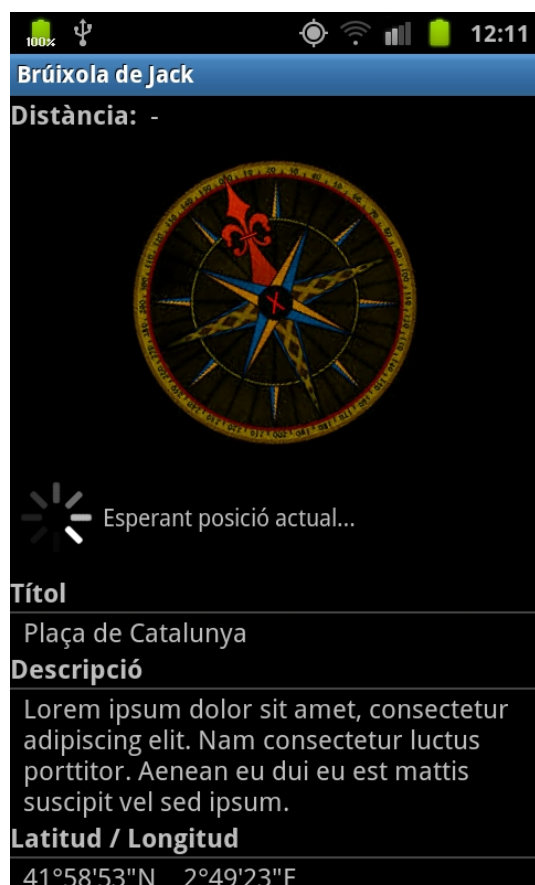 100%
12:11
Brúixola de Jack
Distància: -
Esperant posició actual...
Títol
Plaça de Catalunya
Descripció
Lorem ipsum dolor sit amet, consectetur
adipiscing elit. Nam consectetur luctus
porttitor. Aenean eu dui eu est mattis
suscipit vel sed ipsum.
Latitud / Longitud
41°58'53"N 2°49'23"E